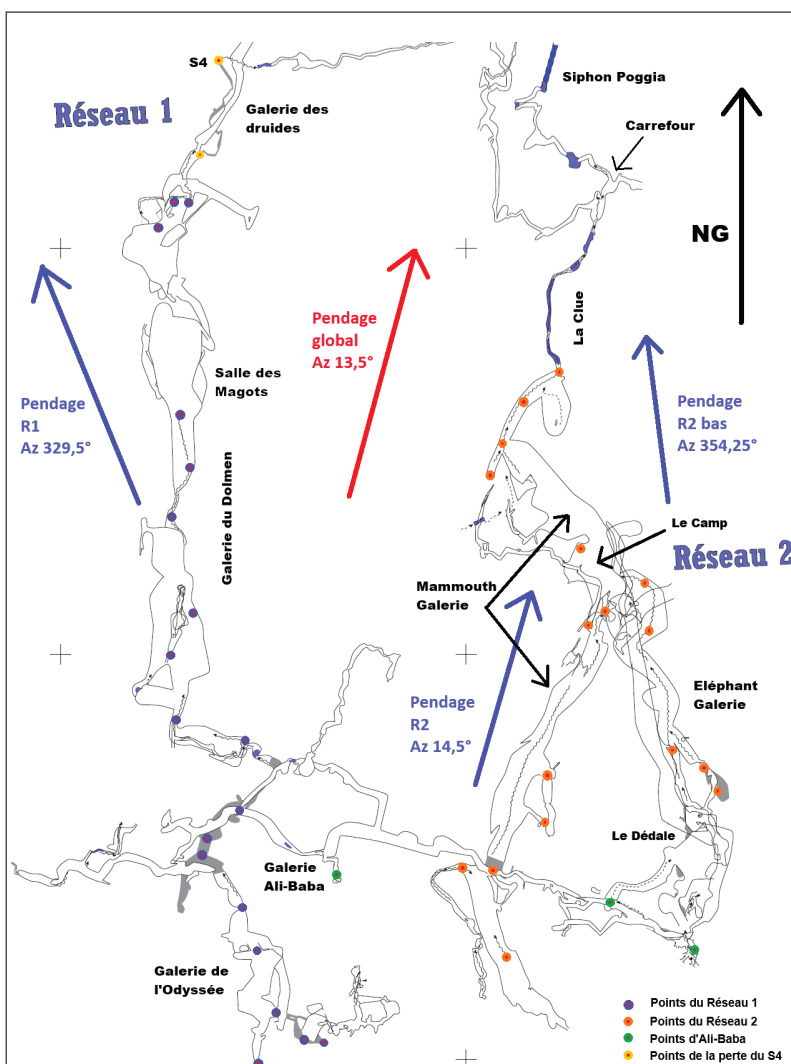 S4
Siphon Poggia
Réseau 1
Galerie des
druides
Carrefour
NG
Pendage
global
Az 13,5°
La Clue
Salle des
Magots
Pendage
R1
Az 329,5°
Pendage
R2 bas
Az 354,25°
Galerie du Dolmen
Le Camp
Réseau 2
Mammouth
Galerie
Eléphant
Galerie
Pendage
R2
Az 14,5°
Le Dédale
Galerie
Ali-Baba
Galerie de
l'Odyssée
Points du Réseau 1
Points du Réseau 2
Points d'Ali-Baba
Points de la perte du S4